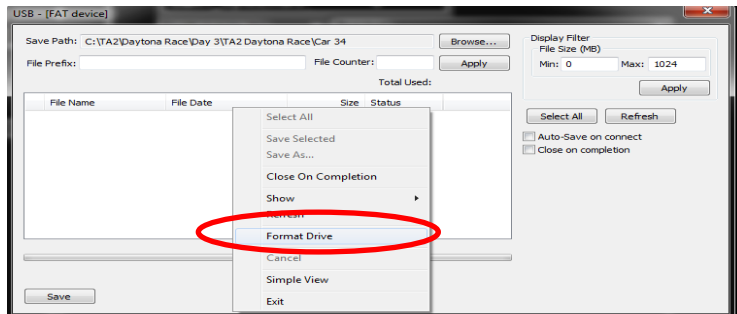 USB - [FAT device]
Save Path: C:\TA2\Daytona Race\Day 3\TA2 Daytona Race\Car 34 Browse...
File Prefix: File Counter: Apply
Total Used:
File Name File Date Size Status
Select All
Save Selected
Save As...
Close On Completion
Show
Refresh
Format Drive
Cancel
Simple View
Exit
Save
Display Filter
File Size (MB)
Min: 0 Max: 1024
Apply
Select All Refresh
Auto-Save on connect
Close on completion